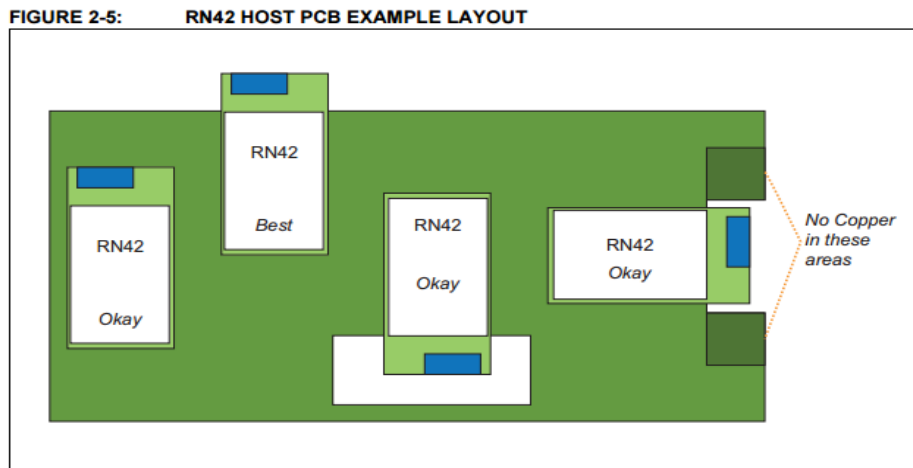 FIGURE 2-5: RN42 HOST PCB EXAMPLE LAYOUT
RN42
Best
RN42
Okay
RN42
Okay
RN42
Okay
No Copper
in these
areas